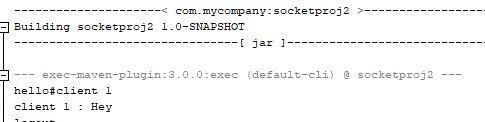 --------------------< com.mycompany:socketproj2 >--------------------
Building socketproj2 1.0-SNAPSHOT
--------------------------------[ jar ]--------------------------------
--- exec-maven-plugin:3.0.0:exec (default-cli) @ socketproj2 ---
hello#client 1
client 1 : Hey